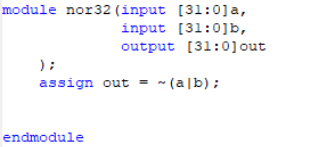 module nor32(input [31:0]a,
input [31:0]b,
output [31:0]out
);
assign out = ~(a|b);
endmodule